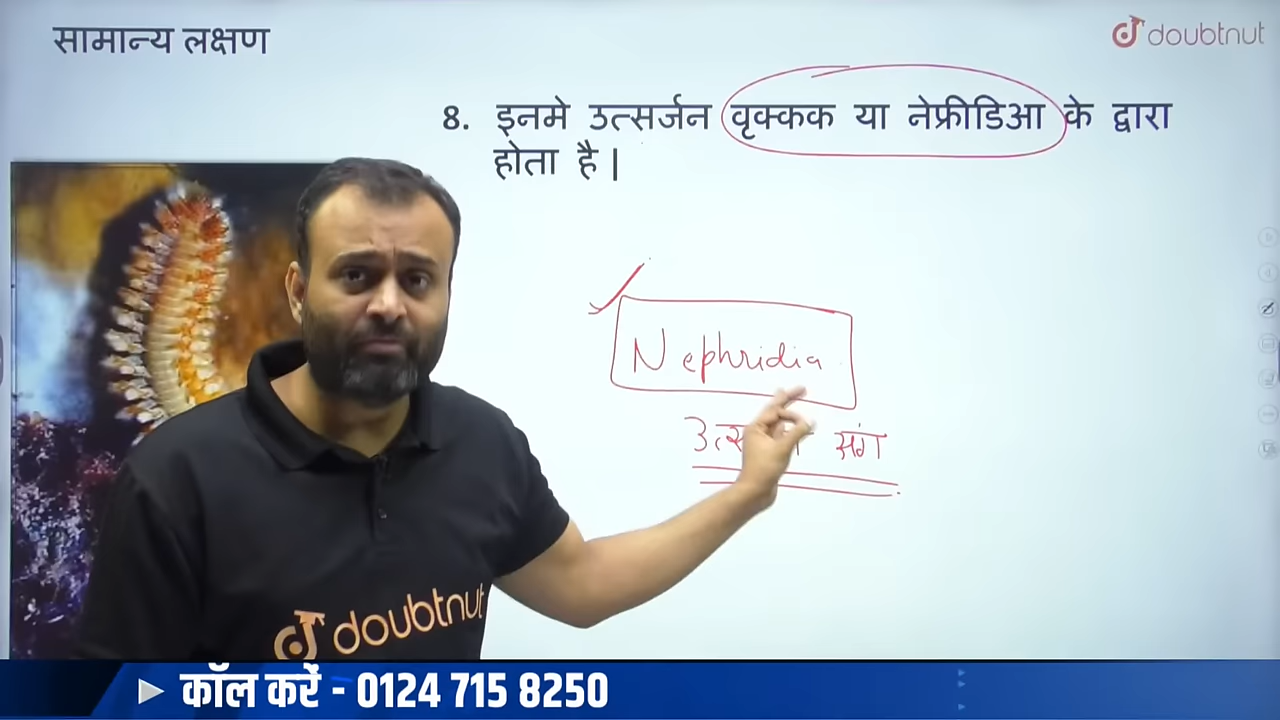 सामान्य लक्षण
doubtnut
8. इनमे उत्सर्जन वृक्कक या नेफ्रीडिआ के द्वारा
होता है |
Nephridia
अंग
doubtnut
कॉल करें - 0124 715 8250